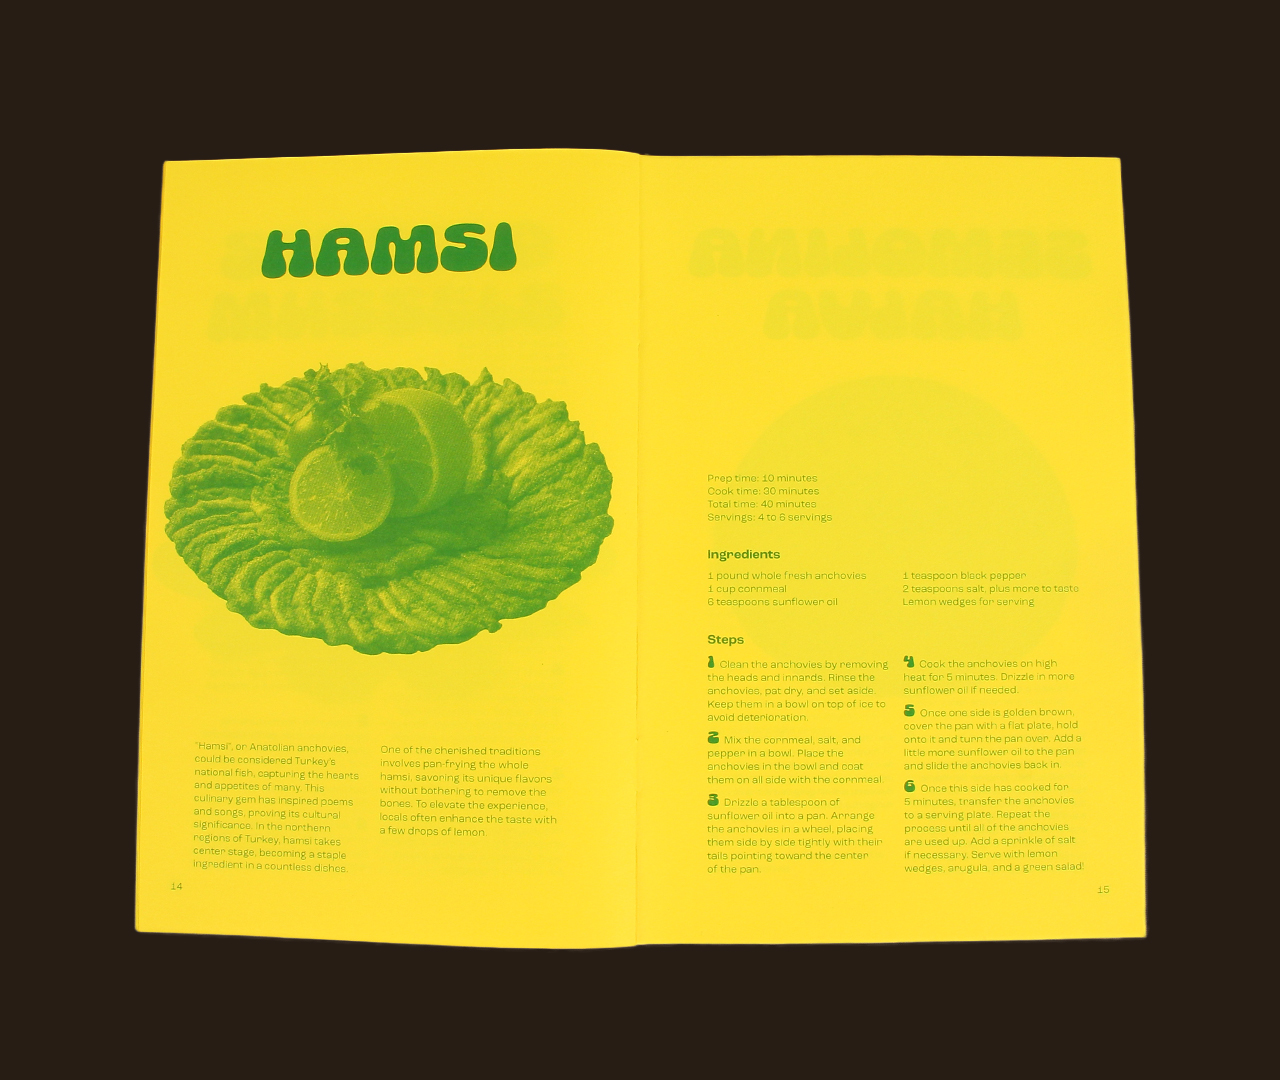 HAMSI
"Hamsi", or Anatolian anchovies,
could be considered Turkey's
national fish, capturing the hearts
and appetites of many. This
culinary gem has inspired poems
and songs, proving its cultural
significance. In the northern
regions of Turkey, hamsi takes
center stage, becoming a staple
ingredient in a countless dishes.
One of the cherished traditions
involves pan-frying the whole
hamsi, savoring its unique flavors
without bothering to remove the
bones. To elevate the experience,
locals often enhance the taste with
a few drops of lemon.
14
SEMOLINA
HALVA
Prep time: 10 minutes
Cook time: 30 minutes
Total time: 40 minutes
Servings: 4 to 6 servings
Ingredients
1 pound whole fresh anchovies
1 cup cornmeal
6 teaspoons sunflower oil
1 teaspoon black pepper
2 teaspoons salt, plus more to taste
Lemon wedges for serving
Steps
1 Clean the anchovies by removing
the heads and innards. Rinse the
anchovies, pat dry, and set aside.
Keep them in a bowl on top of ice to
avoid deterioration.
2 Mix the cornmeal, salt, and
pepper in a bowl. Place the
anchovies in the bowl and coat
them on all side with the cornmeal.
3 Drizzle a tablespoon of
sunflower oil into a pan. Arrange
the anchovies in a wheel, placing
them side by side tightly with their
tails pointing toward the center
of the pan.
4 Cook the anchovies on high
heat for 5 minutes. Drizzle in more
sunflower oil if needed.
5 Once one side is golden brown,
cover the pan with a flat plate, hold
onto it and turn the pan over. Add a
little more sunflower oil to the pan
and slide the anchovies back in.
6 Once this side has cooked for
5 minutes, transfer the anchovies
to a serving plate. Repeat the
process until all of the anchovies
are used up. Add a sprinkle of salt
if necessary. Serve with lemon
wedges, arugula, and a green salad!
15